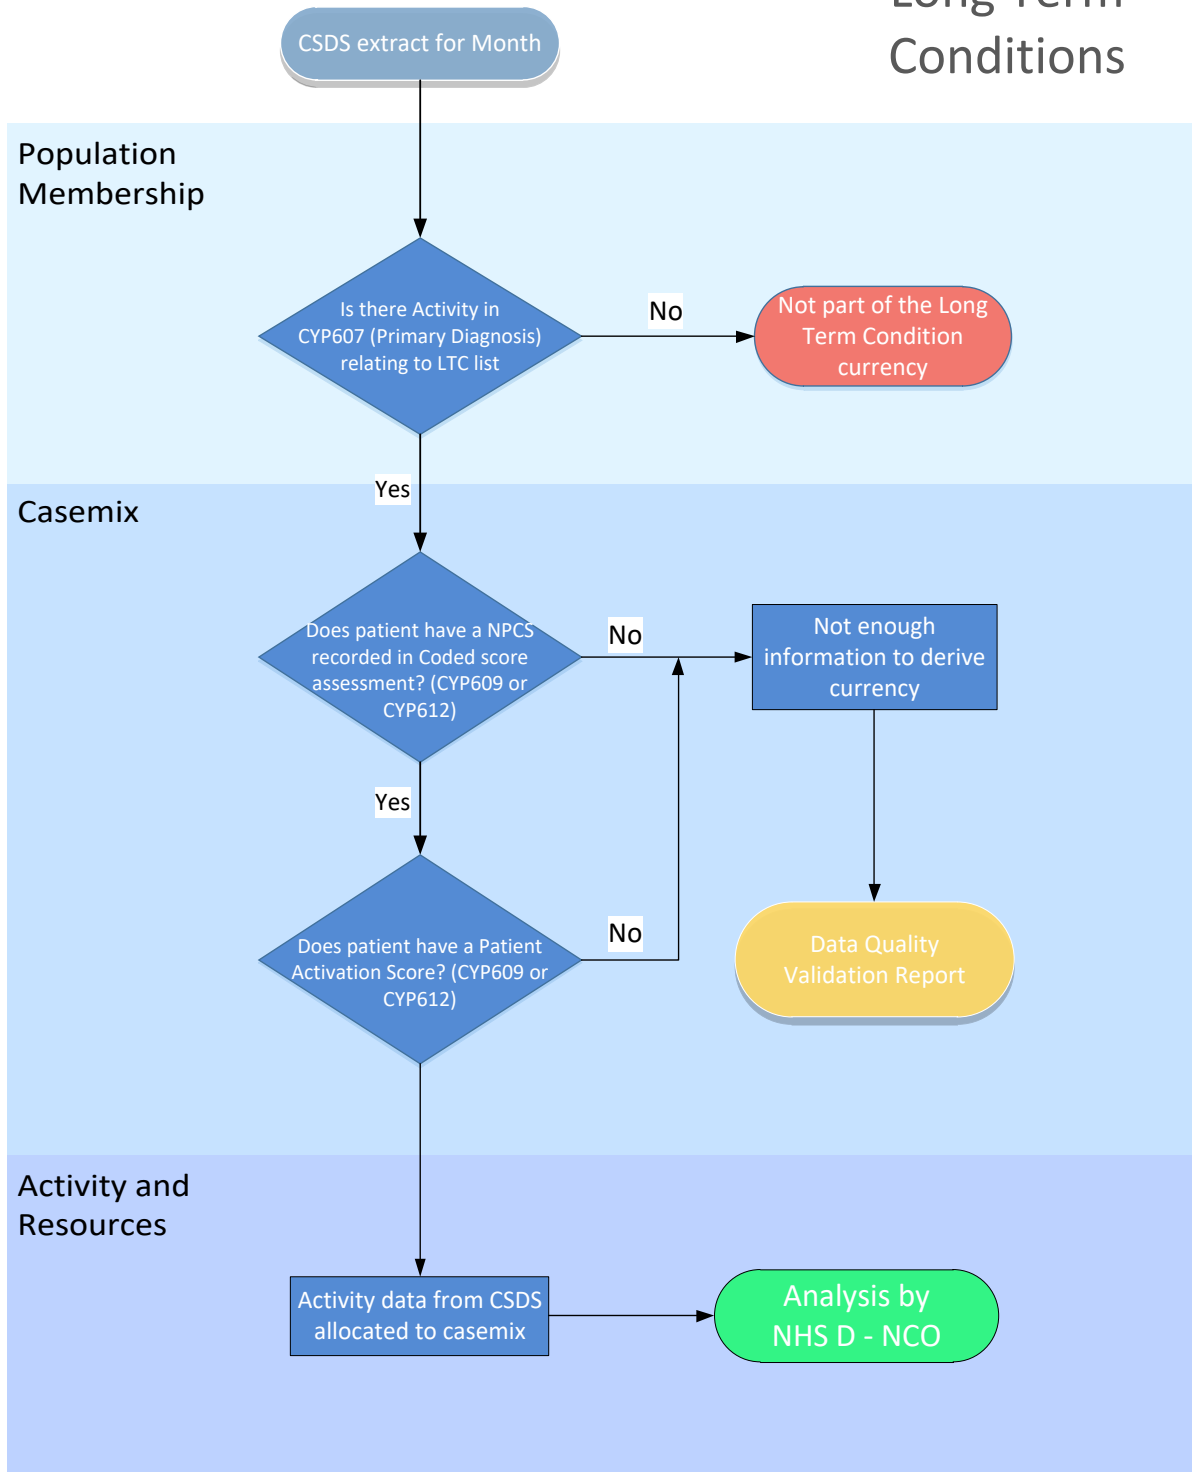 Long Term
Conditions
CSDS extract for Month
Population
Membership
Is there Activity in
CYP607 (Primary Diagnosis)
relating to LTC list
No
Not part of the Long
Term Condition
currency
Yes
Casemix
Does patient have a NPCS
recorded in Coded score
assessment? (CYP609 or
CYP612)
No
Not enough
information to derive
currency
Yes
Does patient have a Patient
Activation Score? (CYP609 or
CYP612)
No
Data Quality
Validation Report
Activity and
Resources
Activity data from CSDS
allocated to casemix
Analysis by
NHS D - NCO